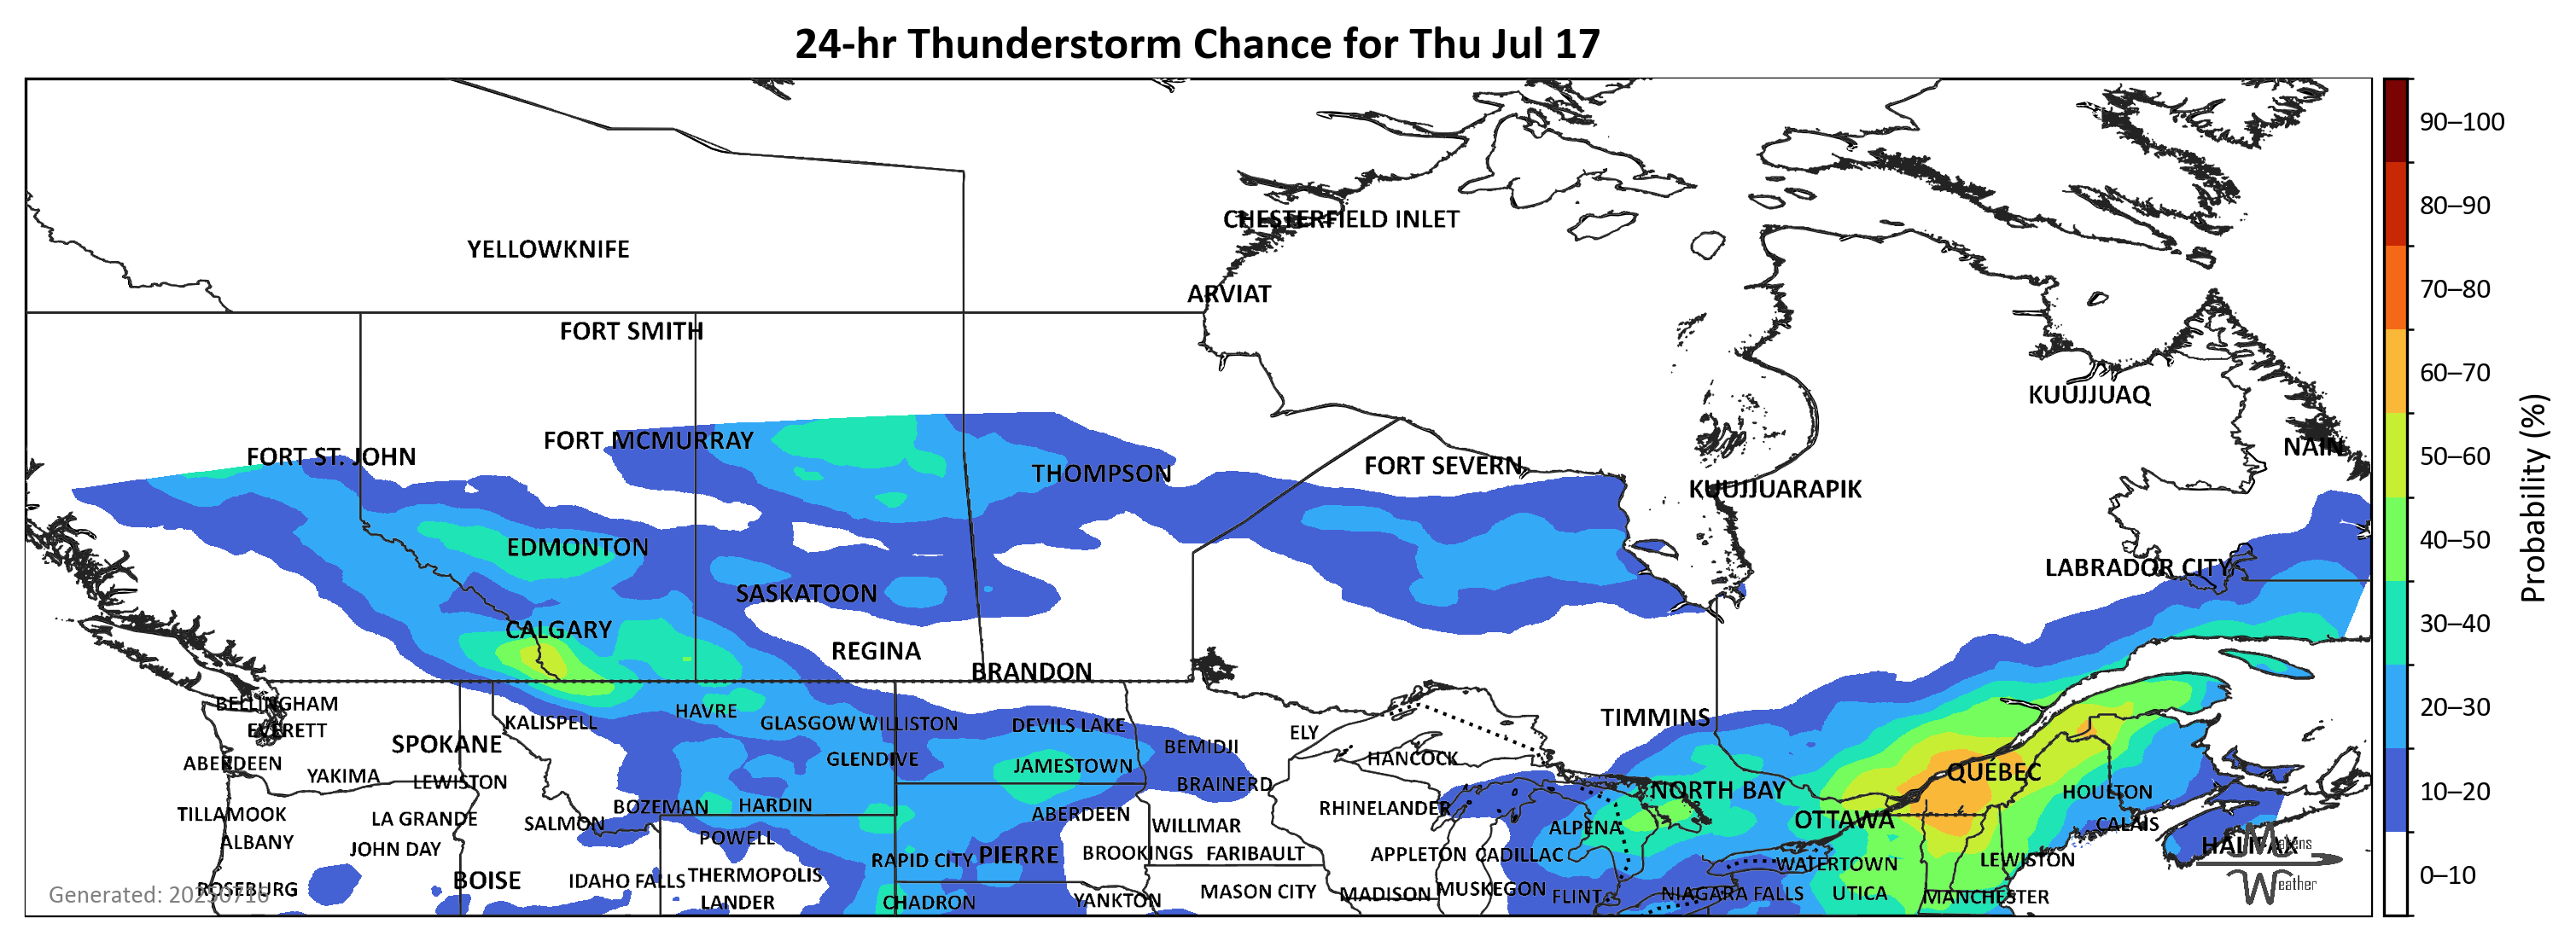 24-hr Thunderstorm Chance for Thu Jul 17
90–100
80–90
CHESTERFIELD INLET
YELLOWKNIFE
70–80
ARVIAT
FORT SMITH
60–70
KUUJJUAQ
FORT MCMURRAY
NAIN
FORT ST. JOHN
50–60
FORT SEVERN
THOMPSON
KUUJJUARAPIK
Probability (%)
40–50
EDMONTON
LABRADOR CITY
SASKATOON
30–40
CALGARY
REGINA
BRANDON
BELLINGHAM
HAVRE
20–30
TIMMINS
KALISPELL
GLASGOW
WILLISTON
DEVILS LAKE
EVERETT
ELY
SPOKANE
BEMIDJI
GLENDIVE
HANCOCK
ABERDEEN
JAMESTOWN
QUÉBEC
YAKIMA
LEWISTON
BRAINERD
NORTH BAY
10–20
HOULTON
BOZEMAN
HARDIN
RHINELANDER
TILLAMOOK
ABERDEEN
LA GRANDE
OTTAWA
SALMON
WILLMAR
CALAIS
ALPENA
POWELL
ALBANY
HALIFAX
Makens
JOHN DAY
BROOKINGS
FARIBAULT
APPLETON
CADILLAC
PIERRE
RAPID CITY
LEWISTON
WATERTOWN
THERMOPOLIS
0–10
BOISE
IDAHO FALLS
Weather
ROSEBURG
MUSKEGON
MASON CITY
MADISON
NIAGARA FALLS
UTICA
Generated: 20250716
FLINT
MANCHESTER
YANKTON
LANDER
CHADRON